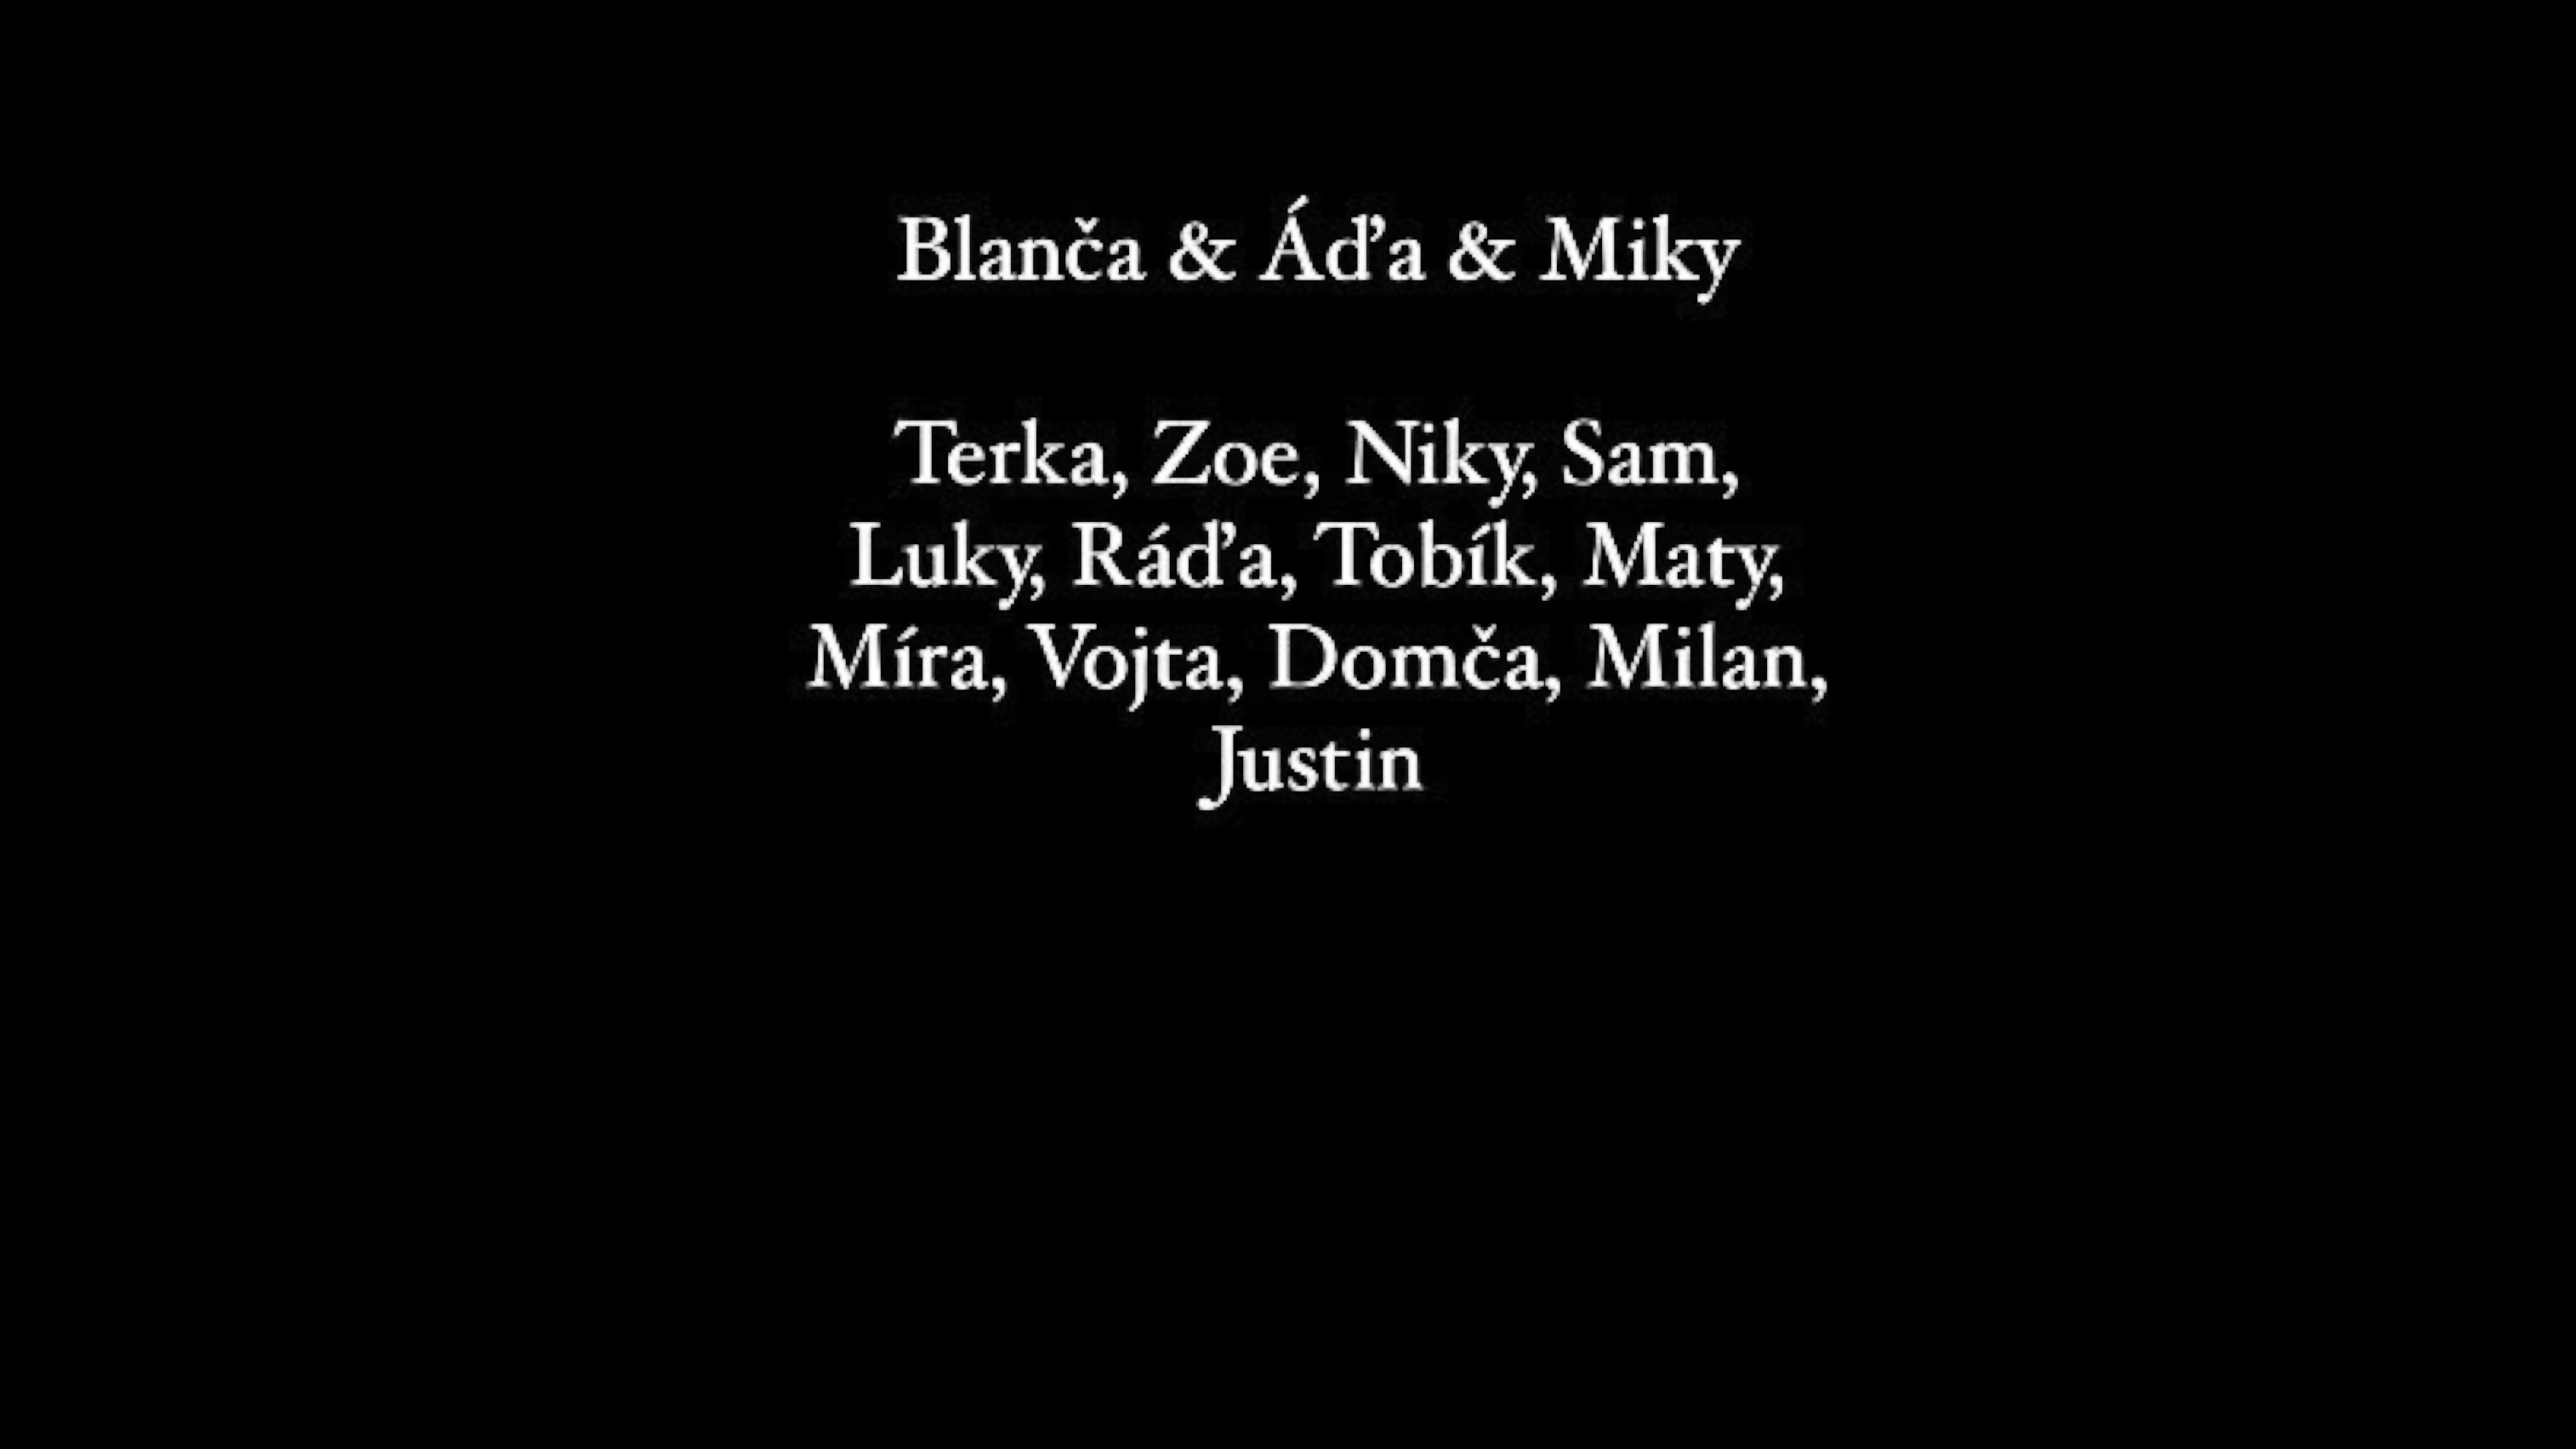 Blanča & Áďa & Miky
Terka, Zoe, Niky, Sam,
Luky, Ráďa, Tobík, Maty,
Míra, Vojta, Domča, Milan,
Justin